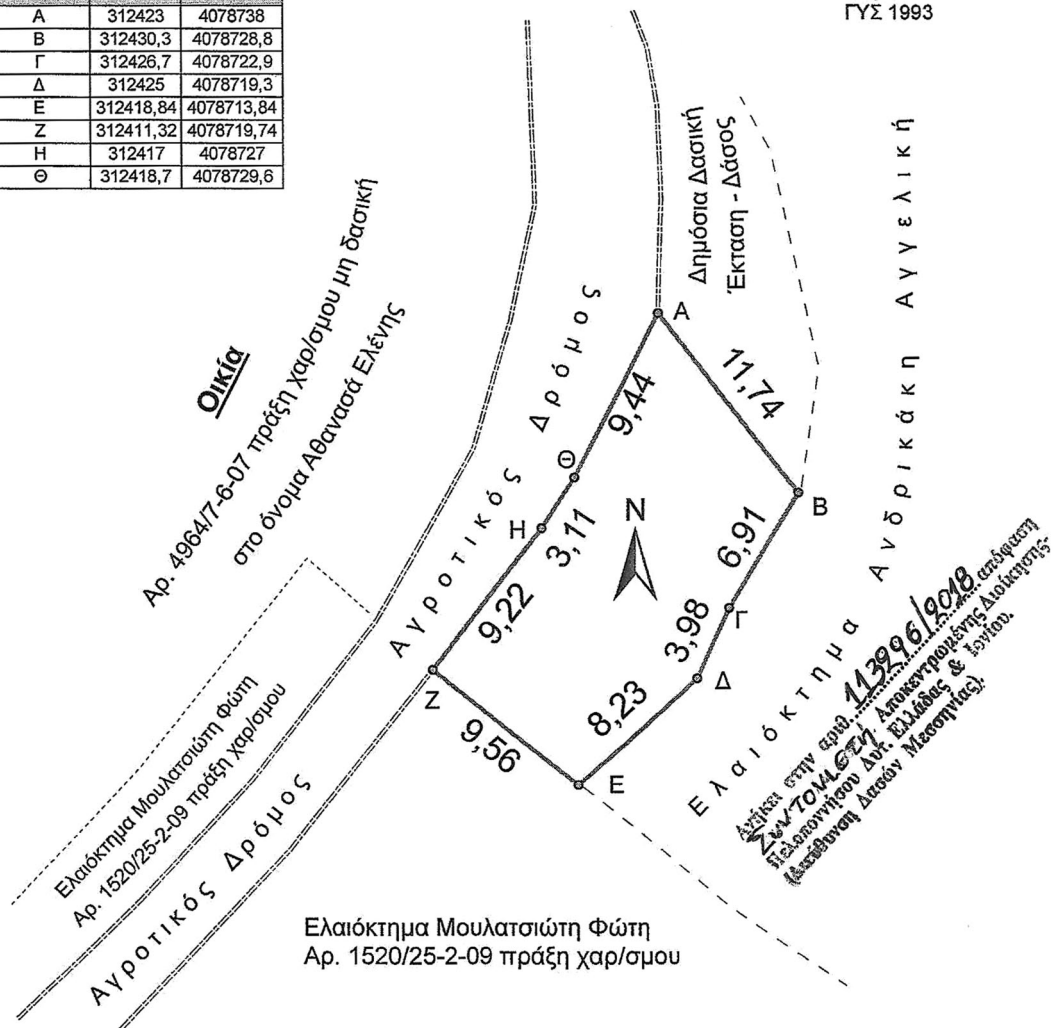 Α 312423 4078738
Β 312430,3 4078728,8
Γ 312426,7 4078722,9
Δ 312425 4078719,3
Ε 312418,84 4078713,84
Ζ 312411,32 4078719,74
Η 312417 4078727
Θ 312418,7 4078729,6
ΓΥΣ 1993
Δημόσια Δασική
Έκταση - Δάσος
Οικία
Αρ. 4964/7-6-07 πράξη χαρ/σμου μη δασική
στο όνομα Αθανασά Ελένης
Αγροτικός Δρόμος
Α
11,74
9,44
Θ
Β
Η
3,11
Ν
6,91
9,22
Γ
3,98
Ζ
Δ
8,23
9,56
Ε
Ελαιόκτημα Ανδρικάκη Αγγελική
Ελαιόκτημα Μουλατσιώτη Φώτη
Αρ. 1520/25-2-09 πράξη χαρ/σμου
Αγροτικός Δρόμος
Ελαιόκτημα Μουλατσιώτη Φώτη
Αρ. 1520/25-2-09 πράξη χαρ/σμου
Ανήκει στην αριθ. 113296/2018 απόφαση
Αποκεντρωμένης Διοίκησης
Πελοποννήσου Δυτ. Ελλάδας & Ιονίου.
(Διεύθυνση Δασών Μεσσηνίας).